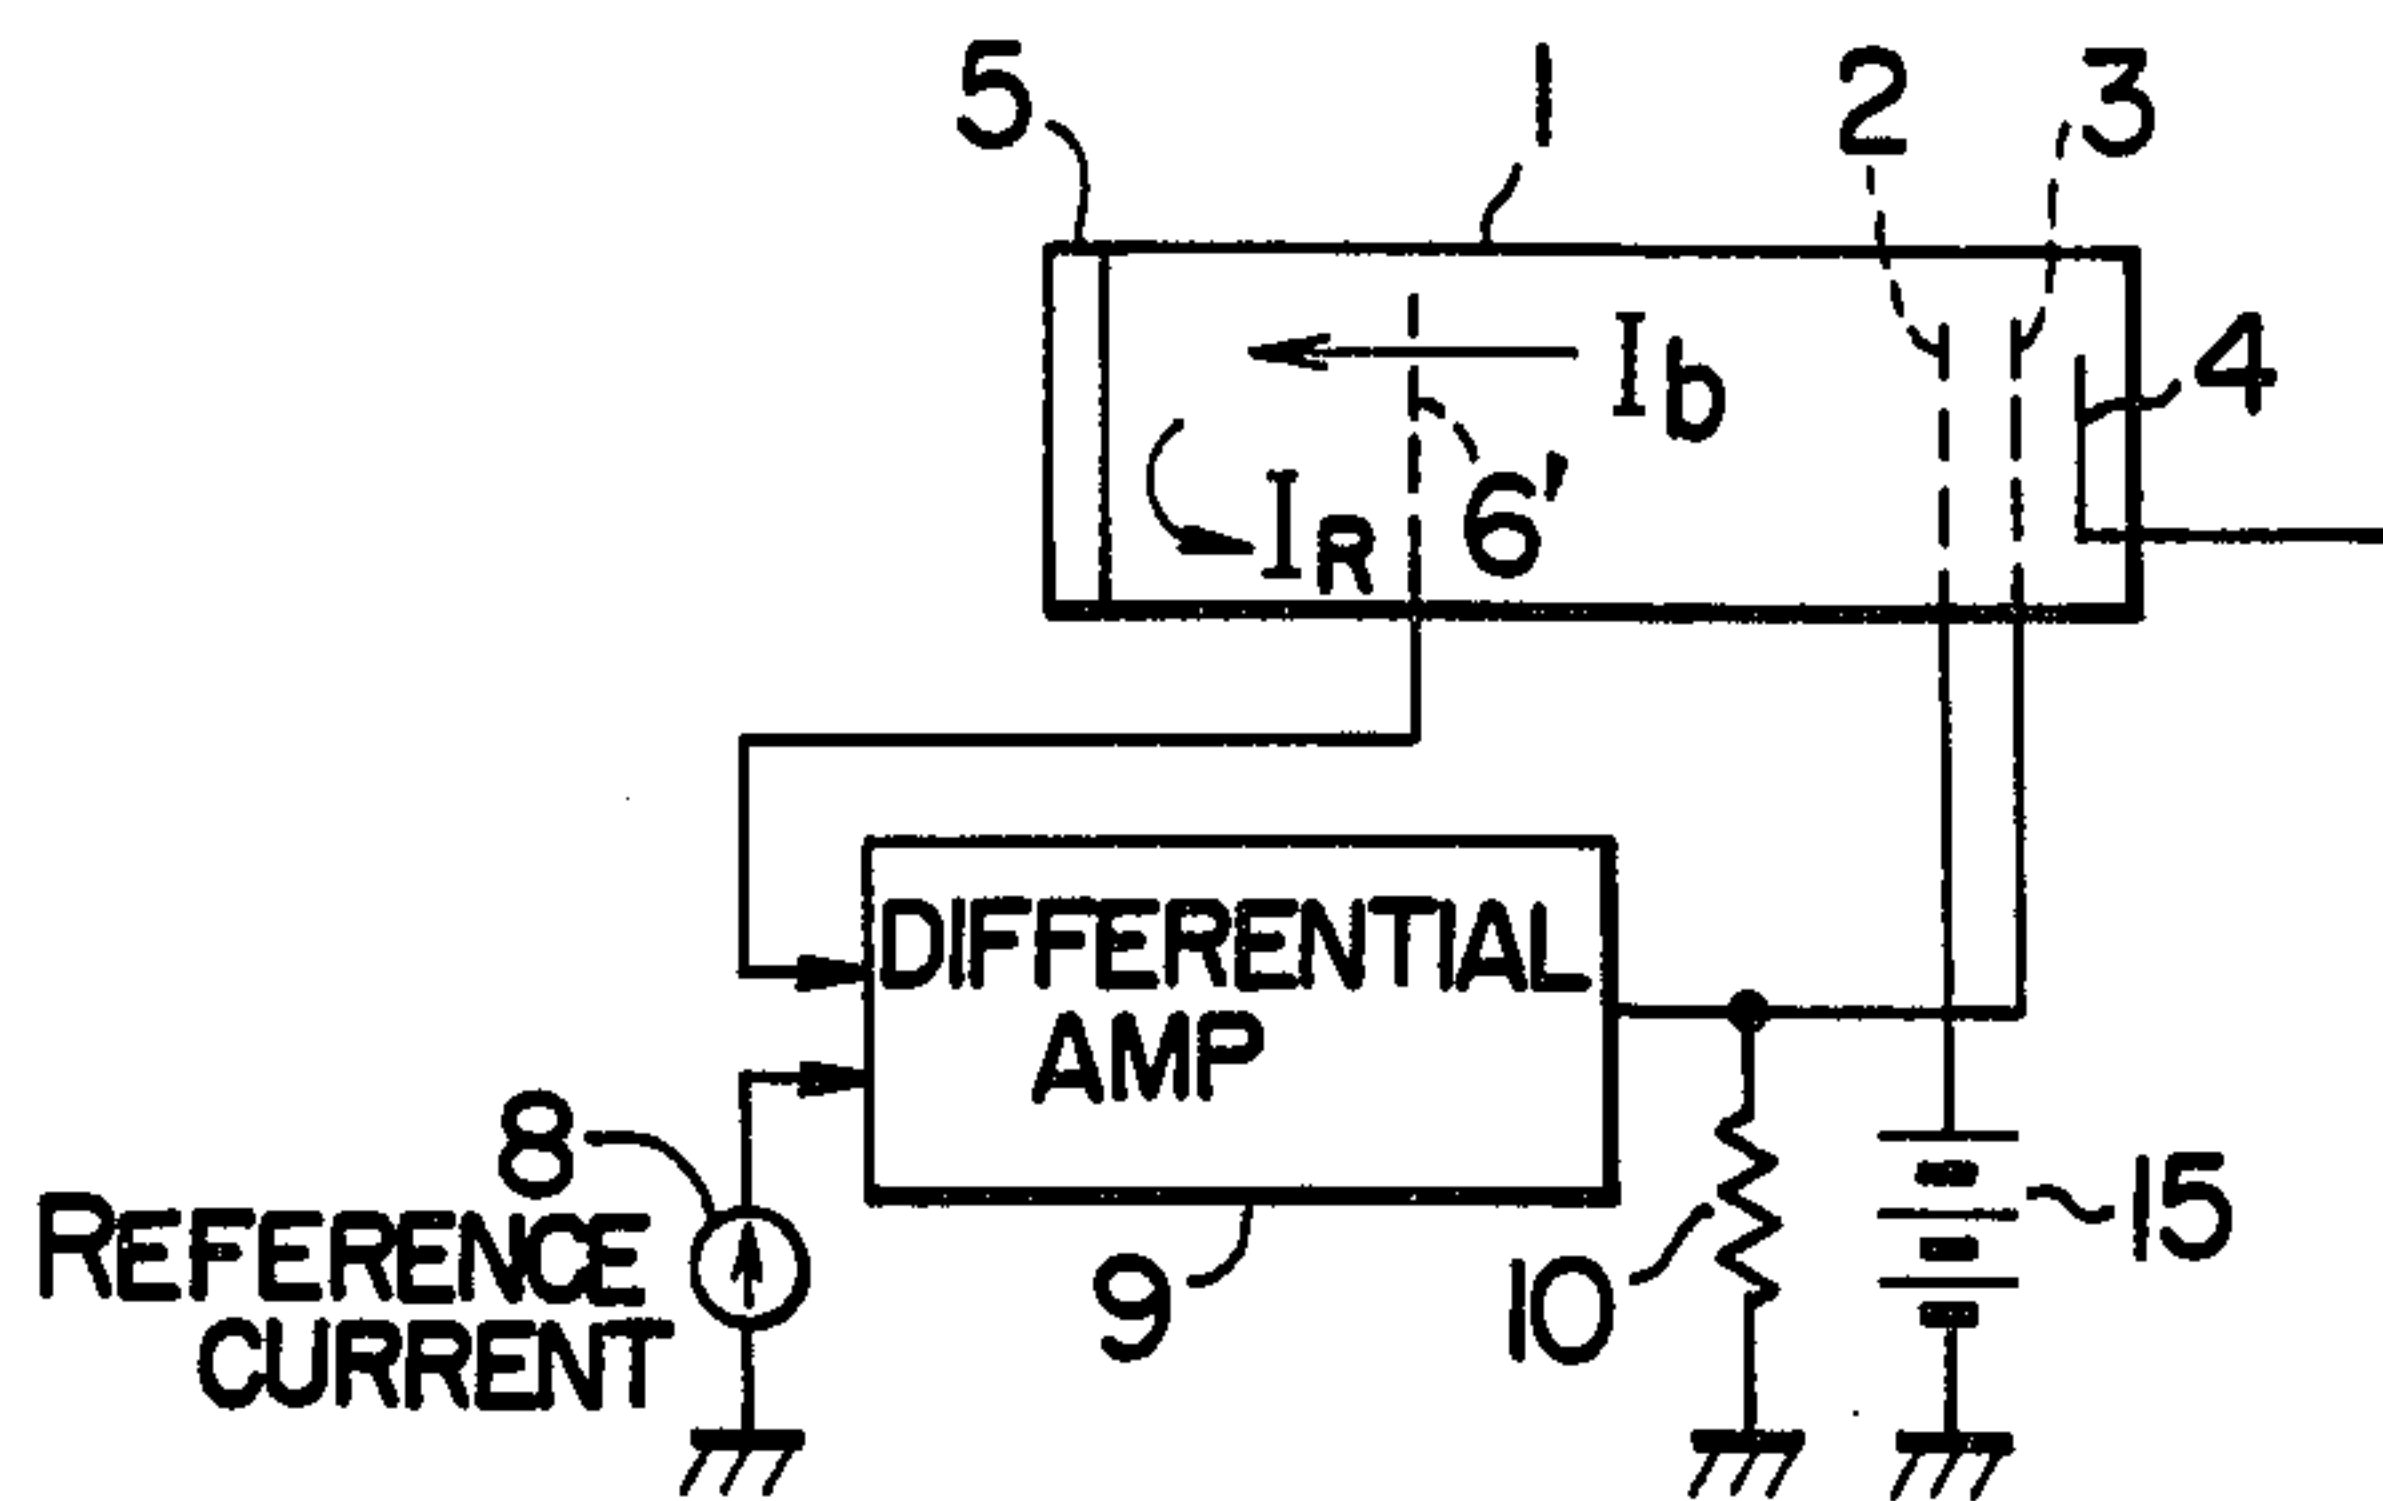 5 1 2 3
Ib 4
IR 6'
DIFFERENTIAL
AMP
8
REFERENCE
CURRENT
9 10 15